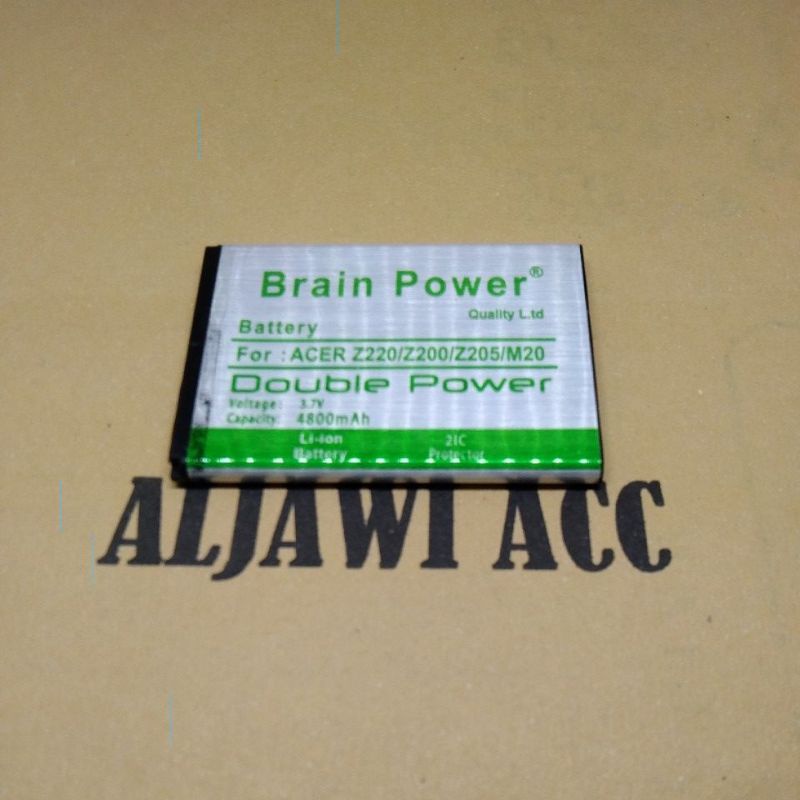 Brain Power®
Quality L.td
Battery
For : ACER Z220/Z200/Z205/M20
Double Power
Voltage: 3.7V
Capacity: 4800mAh
Li-ion Battery
2IC Protector
ALJAWI ACC